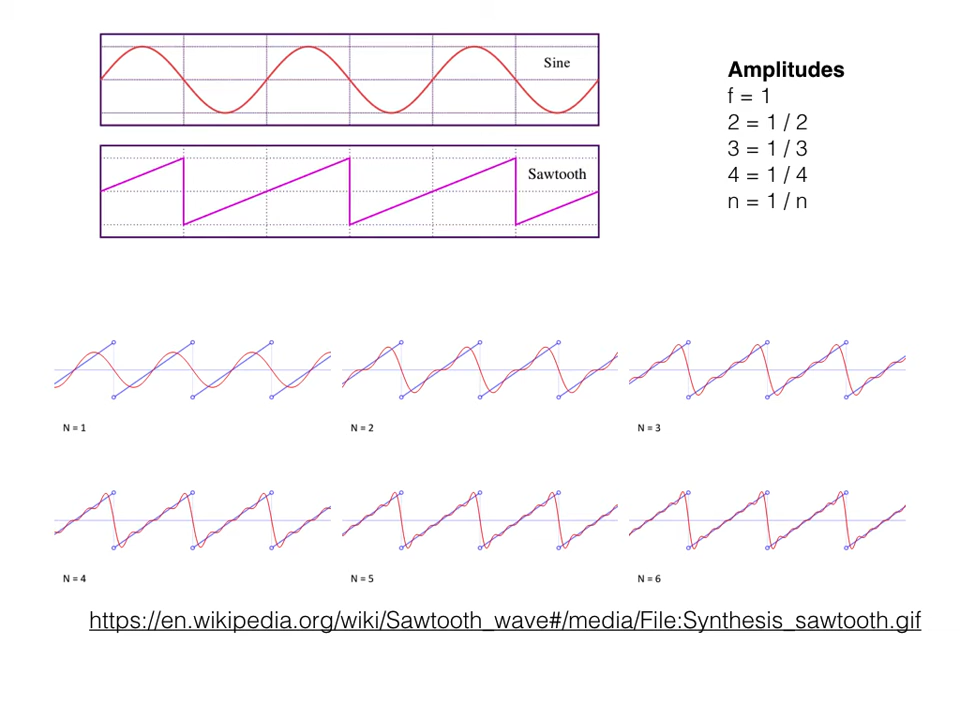 Sine
Sawtooth
Amplitudes
f = 1
2 = 1 / 2
3 = 1 / 3
4 = 1 / 4
n = 1 / n
N = 1
N = 2
N = 3
N = 4
N = 5
N = 6
https://en.wikipedia.org/wiki/Sawtooth_wave#/media/File:Synthesis_sawtooth.gif